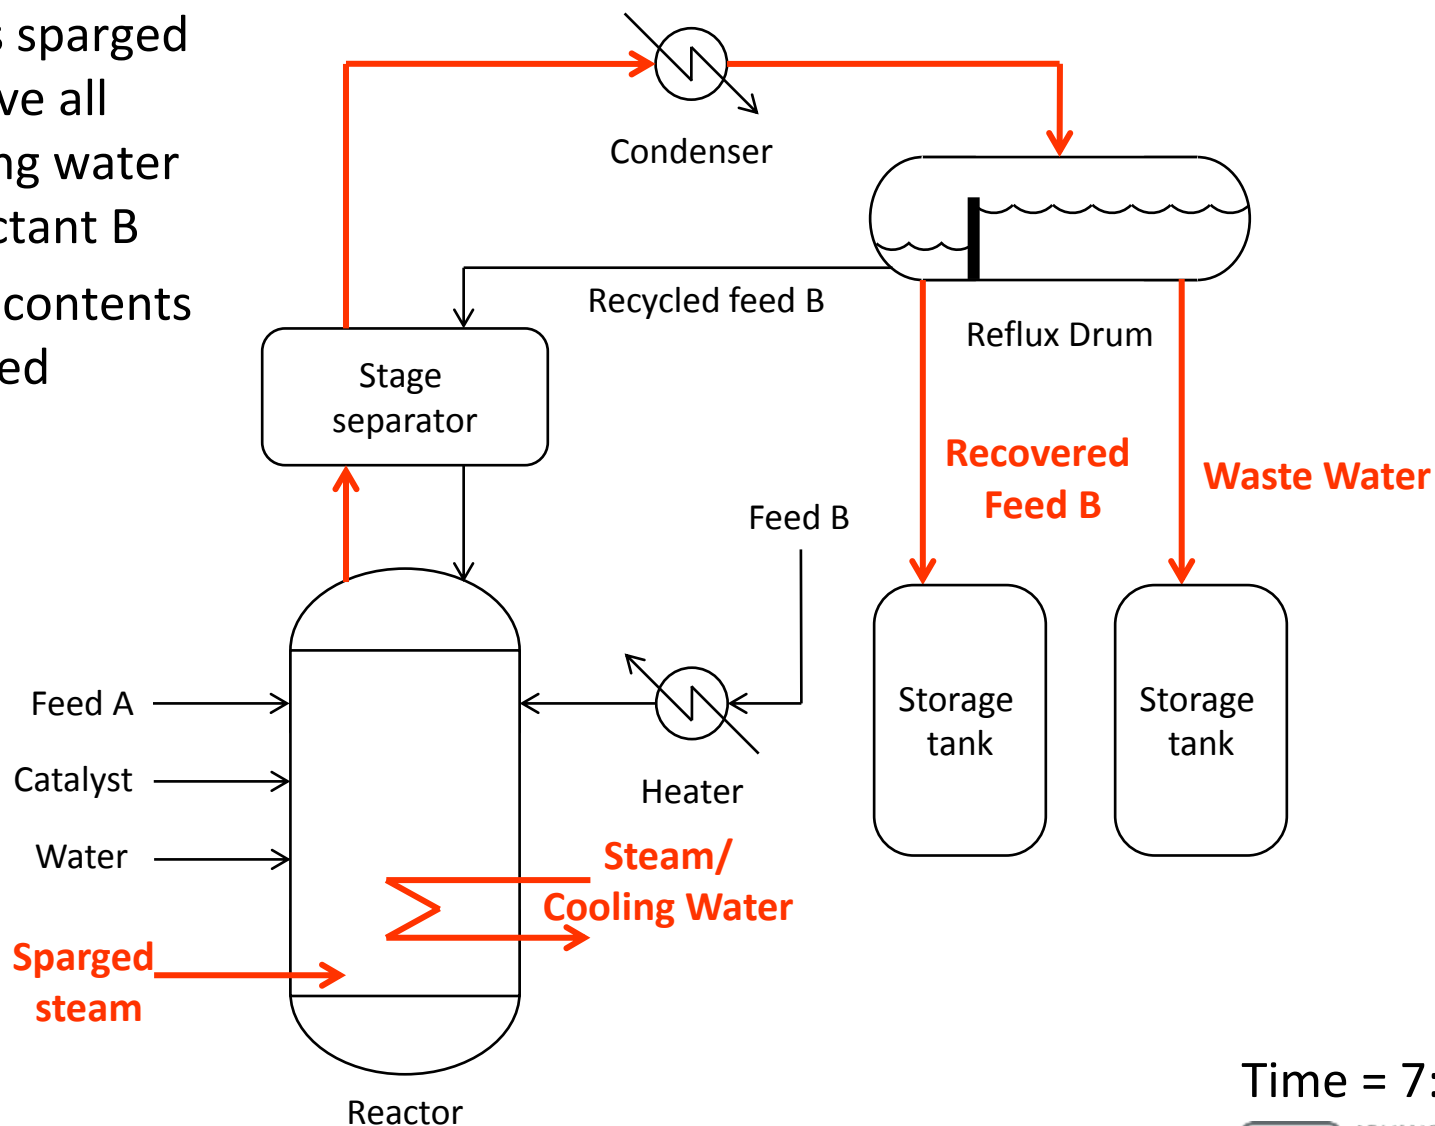 s sparged
ve all
ng water
ctant B
contents
ed
Condenser
Recycled feed B
Reflux Drum
Stage
separator
Recovered
Feed B
Waste Water
Feed B
Feed A
Catalyst
Water
Heater
Storage
tank
Storage
tank
Steam/
Cooling Water
Sparged
steam
Reactor
Time = 7: